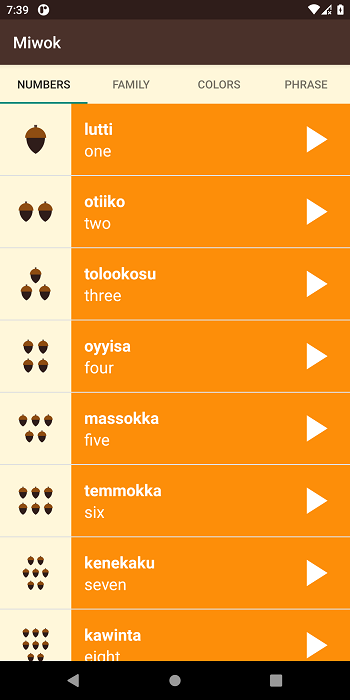 7:39
Miwok
NUMBERS FAMILY COLORS PHRASE
lutti
one
otiiko
two
tolookosu
three
oyyisa
four
massokka
five
temmokka
six
kenekaku
seven
kawinta
eight